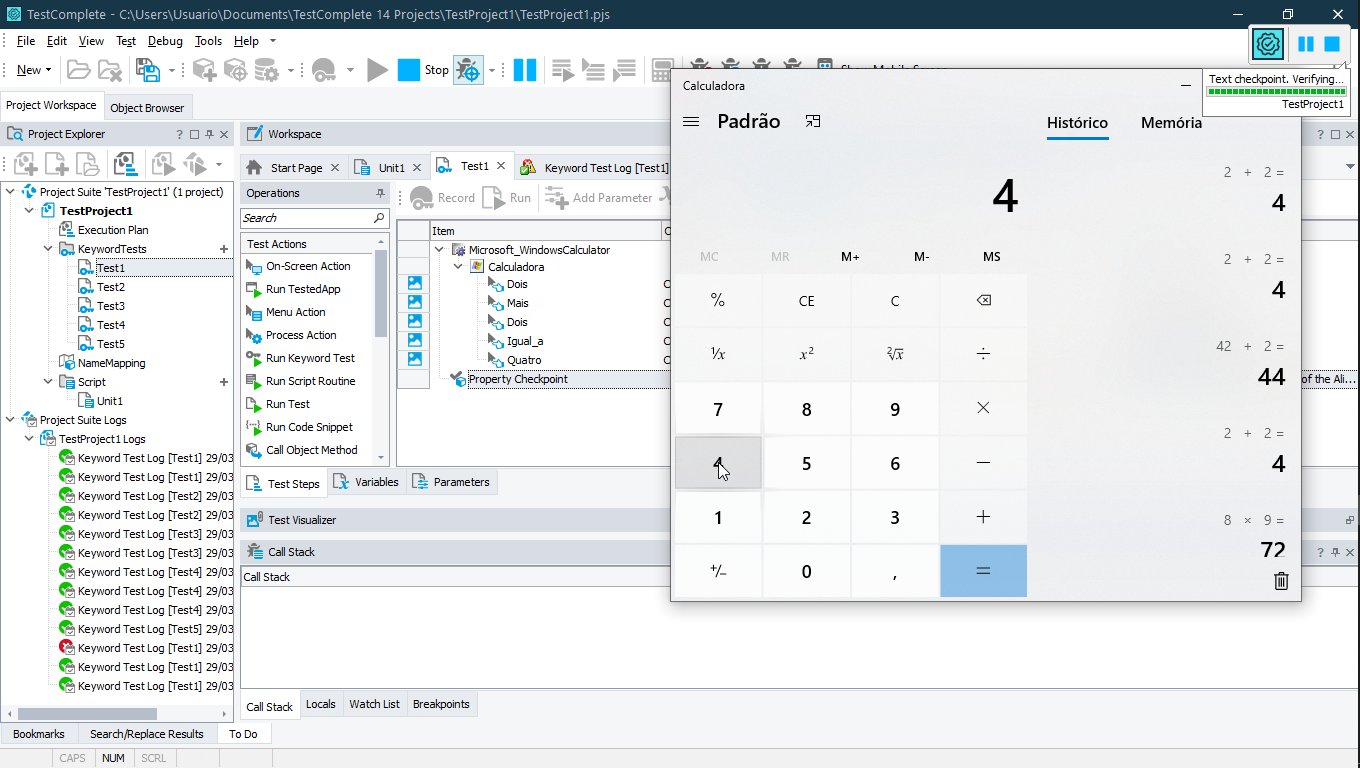 TestComplete - C:\Users\Usuario\Documents\TestComplete 14 Projects\TestProject1\TestProject1.pjs
File Edit View Test Debug Tools Help
New Stop
Text checkpoint. Verifying...
TestProject1
Project Workspace Object Browser
Project Explorer
Project Suite 'TestProject1' (1 project)
TestProject1
Execution Plan
KeywordTests
Test1
Test2
Test3
Test4
Test5
NameMapping
Script
Unit1
Project Suite Logs
TestProject1 Logs
Keyword Test Log [Test1] 29/03
Keyword Test Log [Test1] 29/03
Keyword Test Log [Test2] 29/03
Keyword Test Log [Test2] 29/03
Keyword Test Log [Test3] 29/03
Keyword Test Log [Test3] 29/03
Keyword Test Log [Test4] 29/03
Keyword Test Log [Test4] 29/03
Keyword Test Log [Test4] 29/03
Keyword Test Log [Test5] 29/03
Keyword Test Log [Test1] 29/03
Keyword Test Log [Test1] 29/03
Keyword Test Log [Test1] 29/03
Bookmarks Search/Replace Results To Do
CAPS NUM SCRL
Workspace
Start Page Unit1 Test1 Keyword Test Log [Test1]
Operations
Search
Test Actions
On-Screen Action
Run TestedApp
Menu Action
Process Action
Run Keyword Test
Run Script Routine
Run Test
Run Code Snippet
Call Object Method
Record Run Add Parameter
Item
Microsoft_WindowsCalculator
Calculadora
Dois
Mais
Dois
Igual_a
Quatro
Property Checkpoint
of the Ali...
Test Steps Variables Parameters
Test Visualizer
Call Stack
Call Stack
Call Stack Locals Watch List Breakpoints
Calculadora
Padrão
4
MC MR M+ M- MS
% CE C
⅟x x² ²√x ÷
7 8 9 ×
4 5 6 −
1 2 3 +
+/− 0 , =
Histórico Memória
2 + 2 =
4
2 + 2 =
4
42 + 2 =
44
2 + 2 =
4
8 × 9 =
72